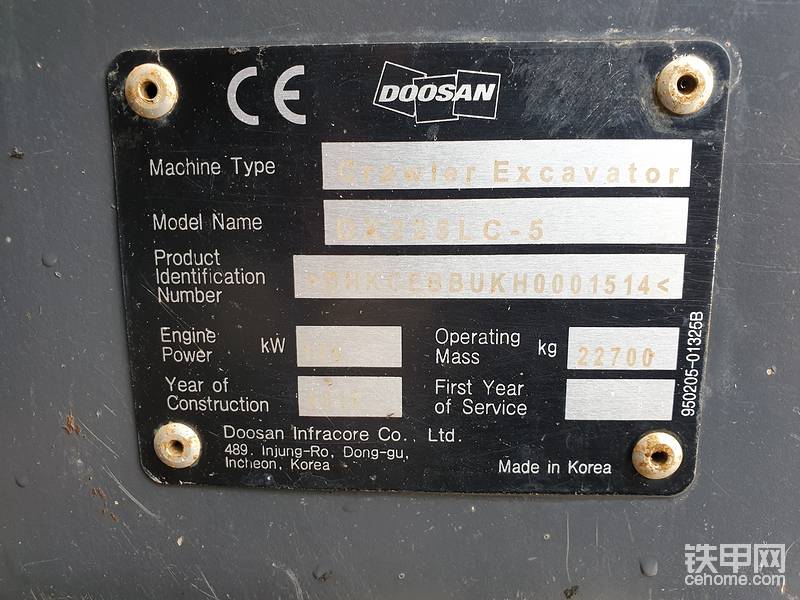 CE
DOOSAN
Machine Type Crawler Excavator
Model Name DX225LC-5
Product
Identification
Number
Engine
Power kW
Operating
Mass kg 22700
Year of
Construction
First Year
of Service
950205-01325B
Doosan Infracore Co., Ltd.
489, Injung-Ro, Dong-gu,
Incheon, Korea
Made in Korea
铁甲网
cehome.com